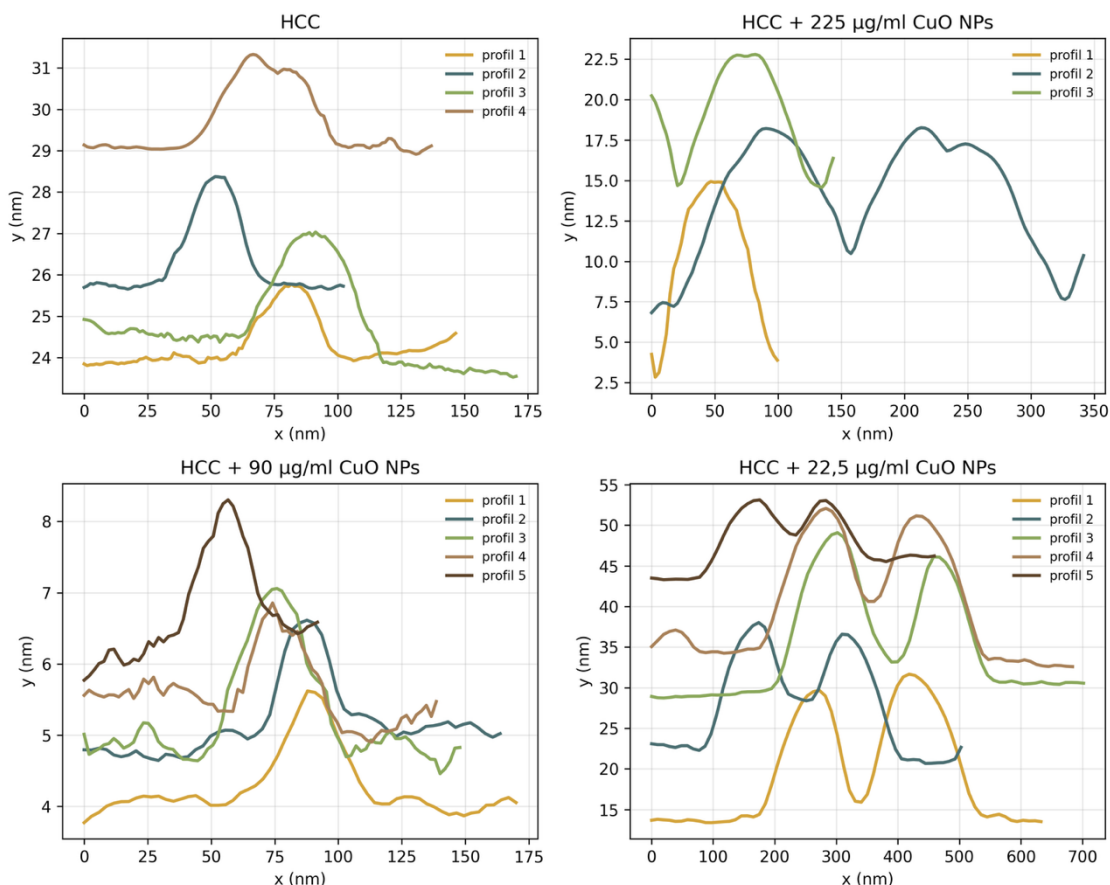 HCC
profil 1
profil 2
profil 3
profil 4
31
30
29
28
27
26
25
24
y (nm)
0 25 50 75 100 125 150 175
x (nm)
HCC + 225 µg/ml CuO NPs
profil 1
profil 2
profil 3
22.5
20.0
17.5
15.0
12.5
10.0
7.5
5.0
2.5
y (nm)
0 50 100 150 200 250 300 350
x (nm)
HCC + 90 µg/ml CuO NPs
profil 1
profil 2
profil 3
profil 4
profil 5
8
7
6
5
4
y (nm)
0 25 50 75 100 125 150 175
x (nm)
HCC + 22,5 µg/ml CuO NPs
profil 1
profil 2
profil 3
profil 4
profil 5
55
50
45
40
35
30
25
20
15
y (nm)
0 100 200 300 400 500 600 700
x (nm)